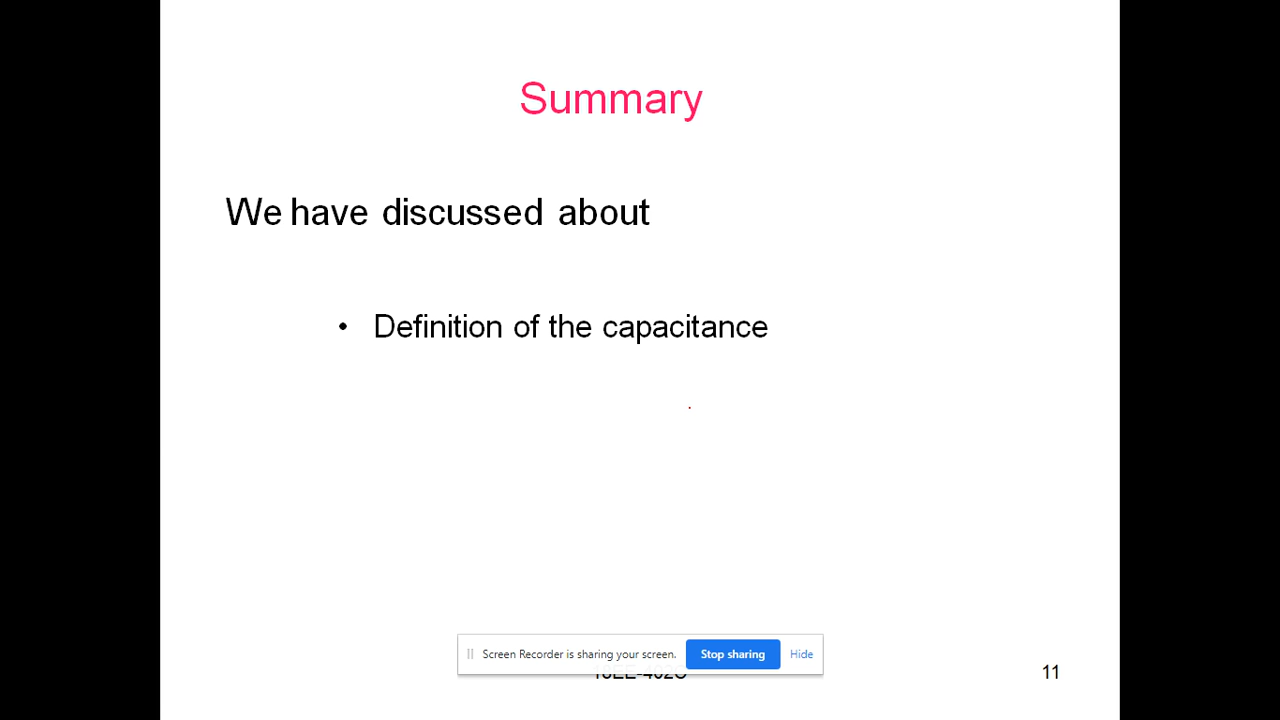 Summary
We have discussed about
• Definition of the capacitance
Screen Recorder is sharing your screen. Stop sharing Hide
11